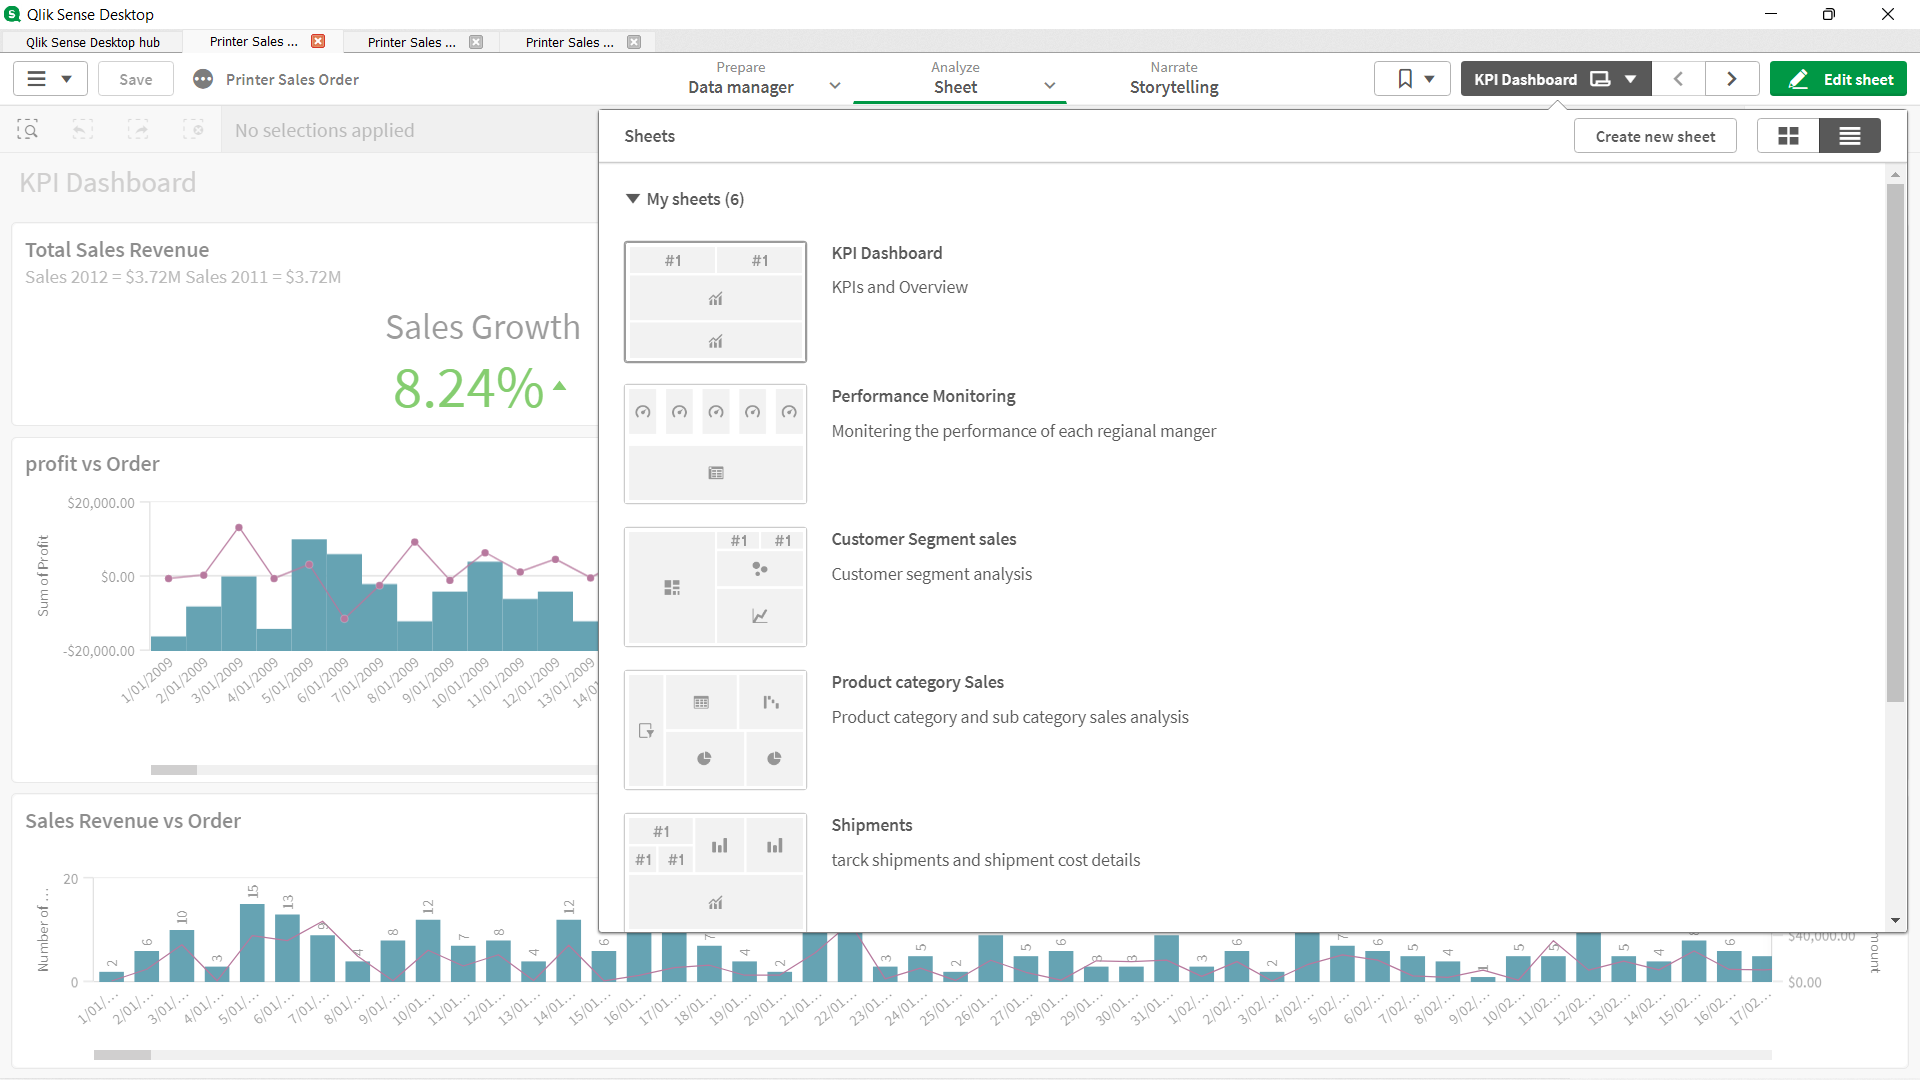 Qlik Sense Desktop
Qlik Sense Desktop hub
Printer Sales ...
Printer Sales ...
Printer Sales ...
Save
Printer Sales Order
Prepare
Data manager
Analyze
Sheet
Narrate
Storytelling
KPI Dashboard
Edit sheet
No selections applied
Sheets
Create new sheet
KPI Dashboard
My sheets (6)
Total Sales Revenue
Sales 2012 = $3.72M Sales 2011 = $3.72M
Sales Growth
8.24%
#1 #1
KPI Dashboard
KPIs and Overview
Performance Monitoring
Monitering the performance of each regianal manger
profit vs Order
Sum of Profit
$20,000.00
$0.00
-$20,000.00
1/01/2009 2/01/2009 3/01/2009 4/01/2009 5/01/2009 6/01/2009 7/01/2009 8/01/2009 9/01/2009 10/01/2009 11/01/2009 12/01/2009 13/01/2009 14/0
#1 #1
Customer Segment sales
Customer segment analysis
Product category Sales
Product category and sub category sales analysis
#1
#1 #1
Shipments
tarck shipments and shipment cost details
Sales Revenue vs Order
Number of ...
20
0
2 6 10 3 15 13 9 4 8 12 7 8 4 12 6 7 4 2 3 5 2 5 6 3 3 3 6 2 7 6 5 4 1 5 5 5 4 6
$40,000.00
$0.00
mount
1/01/... 2/01/... 3/01/... 4/01/... 5/01/... 6/01/... 7/01/... 8/01/... 9/01/... 10/01... 11/01... 12/01... 13/01... 14/01... 15/01... 16/01... 17/01... 18/01... 19/01... 20/01... 21/01... 22/01... 23/01... 24/01... 25/01... 26/01... 27/01... 28/01... 29/01... 30/01... 31/01... 1/02/... 2/02/... 3/02/... 4/02/... 5/02/... 6/02/... 7/02/... 8/02/... 9/02/... 10/02... 11/02... 12/02... 13/02... 14/02... 15/02... 16/02... 17/02...